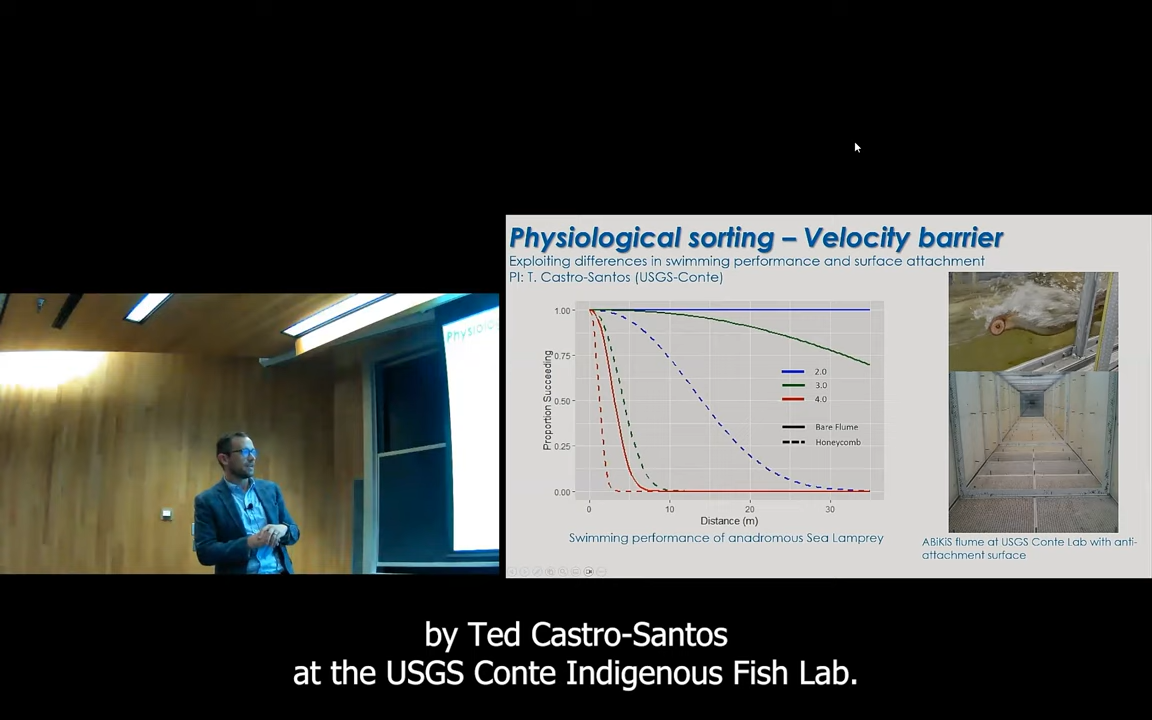 Physiological sorting – Velocity barrier
Exploiting differences in swimming performance and surface attachment
PI: T. Castro-Santos (USGS-Conte)
Physiolog
Proportion Succeeding
1.00
0.75
0.50
0.25
0.00
2.0
3.0
4.0
Bare Flume
Honeycomb
0 10 20 30
Distance (m)
Swimming performance of anadromous Sea Lamprey
ABiKiS flume at USGS Conte Lab with anti-
attachment surface
by Ted Castro-Santos
at the USGS Conte Indigenous Fish Lab.